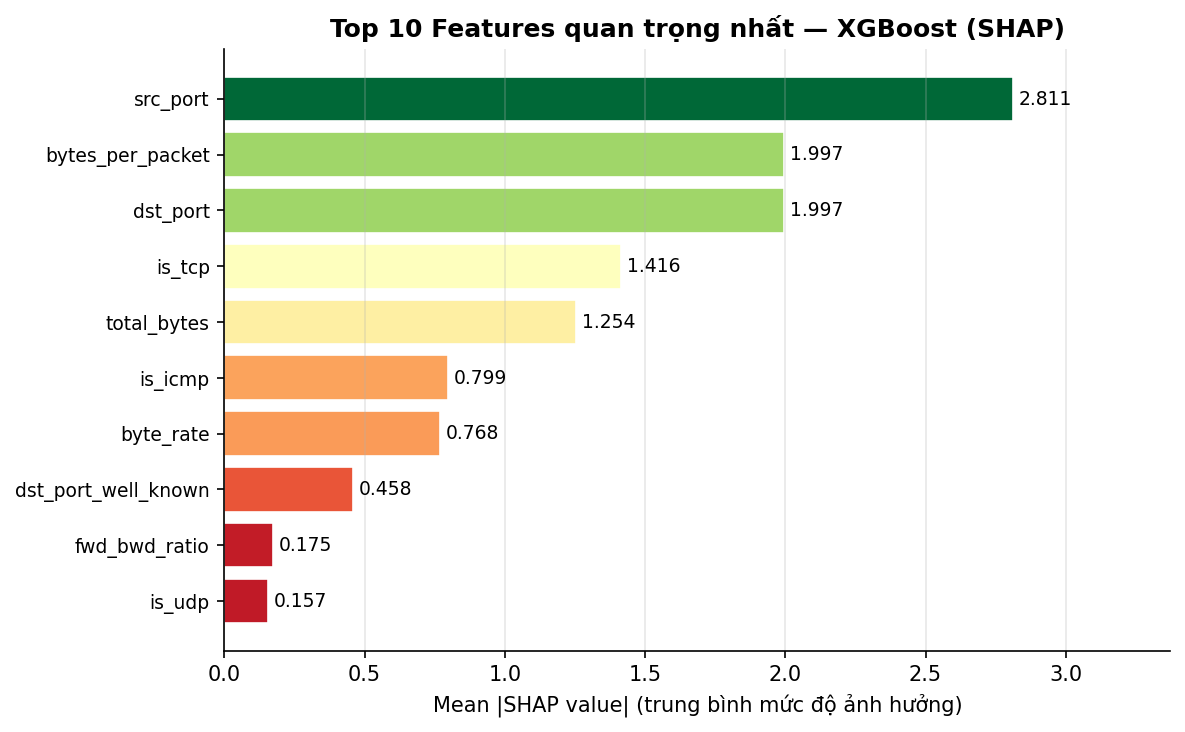 Top 10 Features quan trọng nhất — XGBoost (SHAP)
src_port 2.811
bytes_per_packet 1.997
dst_port 1.997
is_tcp 1.416
total_bytes 1.254
is_icmp 0.799
byte_rate 0.768
dst_port_well_known 0.458
fwd_bwd_ratio 0.175
is_udp 0.157
0.0 0.5 1.0 1.5 2.0 2.5 3.0
Mean |SHAP value| (trung bình mức độ ảnh hưởng)